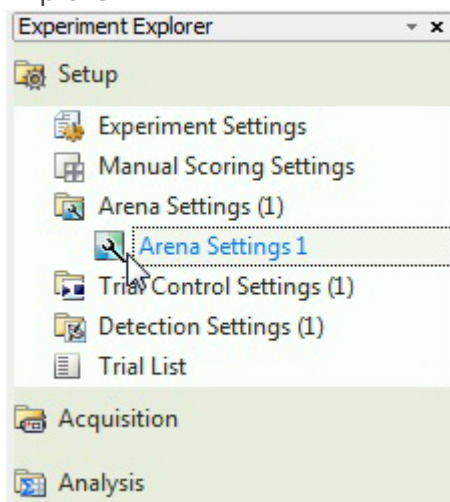 Experiment Explorer
Setup
Experiment Settings
Manual Scoring Settings
Arena Settings (1)
Arena Settings 1
Trial Control Settings (1)
Detection Settings (1)
Trial List
Acquisition
Analysis